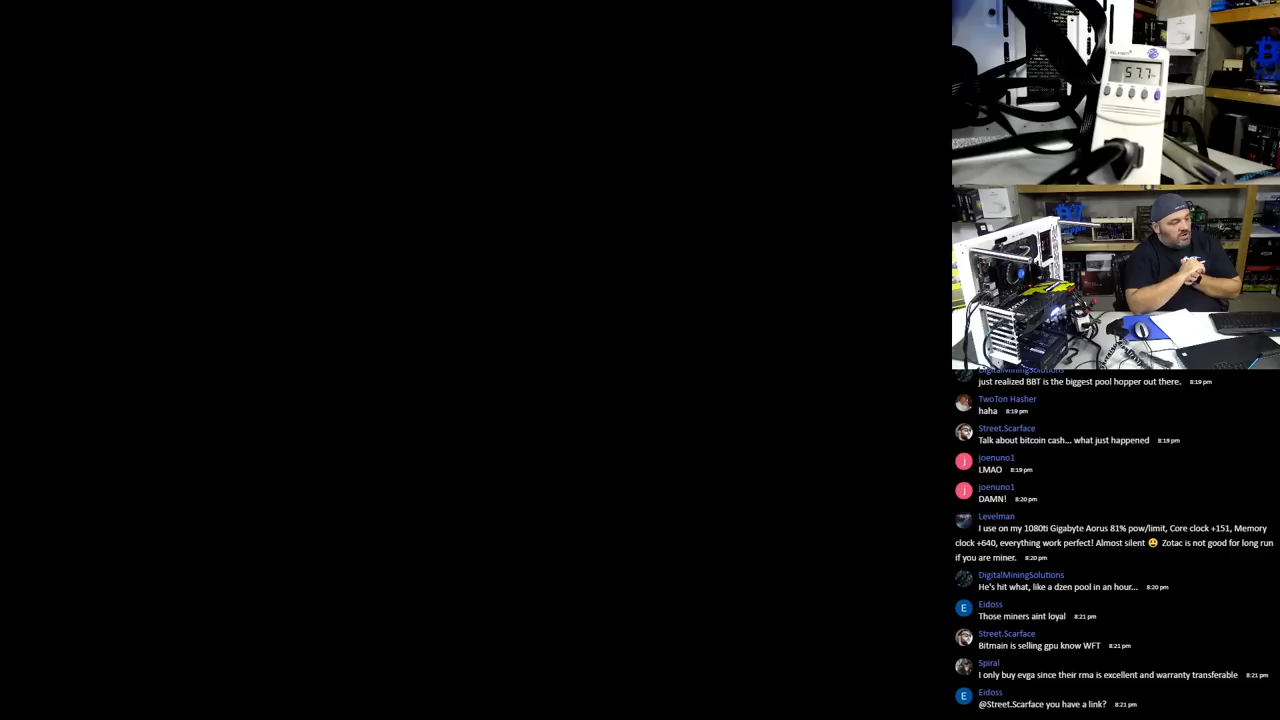 57.7
ZOTAC
DigitalMiningSolutions
just realized BBT is the biggest pool hopper out there. 8:19 pm
TwoTon Hasher
haha 8:19 pm
Street.Scarface
Talk about bitcoin cash... what just happened 8:19 pm
j
joenuno1
LMAO 8:19 pm
j
joenuno1
DAMN! 8:20 pm
Levelman
I use on my 1080ti Gigabyte Aorus 81% pow/limit, Core clock +151, Memory
clock +640, everything work perfect! Almost silent 😃 Zotac is not good for long run
if you are miner. 8:20 pm
DigitalMiningSolutions
He's hit what, like a dzen pool in an hour... 8:20 pm
E
Eidoss
Those miners aint loyal 8:21 pm
Street.Scarface
Bitmain is selling gpu know WFT 8:21 pm
Spiral
I only buy evga since their rma is excellent and warranty transferable 8:21 pm
E
Eidoss
@Street.Scarface you have a link? 8:21 pm